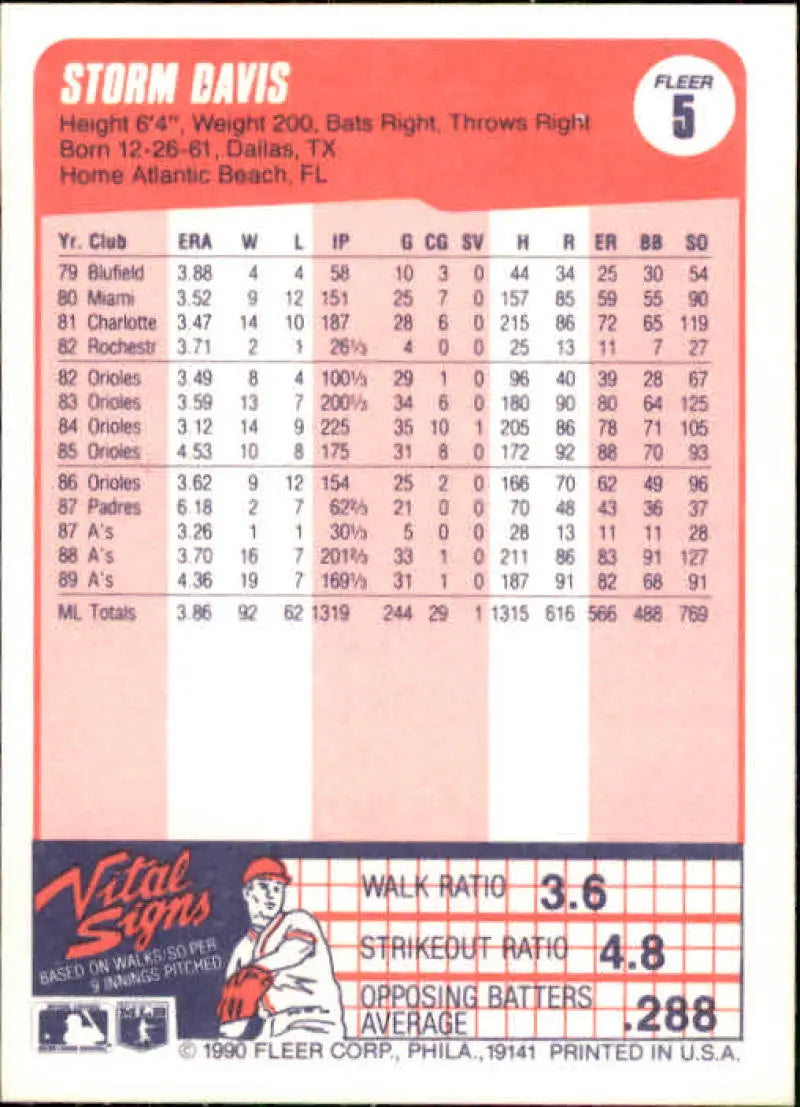 STORM DAVIS
FLEER
5
Height 6'4", Weight 200, Bats Right, Throws Right
Born 12-26-61, Dallas, TX
Home Atlantic Beach, FL
Yr. Club ERA W L IP G CG SV H R ER BB SO
79 Blufield 3.88 4 4 58 10 3 0 44 34 25 30 54
80 Miami 3.52 9 12 151 25 7 0 157 85 59 55 90
81 Charlotte 3.47 14 10 187 28 6 0 215 86 72 65 119
82 Rochestr 3.71 2 1 26⅓ 4 0 0 25 13 11 7 27
82 Orioles 3.49 8 4 100⅓ 29 1 0 96 40 39 28 67
83 Orioles 3.59 13 7 200⅓ 34 6 0 180 90 80 64 125
84 Orioles 3.12 14 9 225 35 10 1 205 86 78 71 105
85 Orioles 4.53 10 8 175 31 8 0 172 92 88 70 93
86 Orioles 3.62 9 12 154 25 2 0 166 70 62 49 96
87 Padres 6.18 2 7 62⅔ 21 0 0 70 48 43 36 37
87 A's 3.26 1 1 30⅓ 5 0 0 28 13 11 11 28
88 A's 3.70 16 7 201⅔ 33 1 0 211 86 83 91 127
89 A's 4.36 19 7 169⅓ 31 1 0 187 91 82 68 91
ML Totals 3.86 92 62 1319 244 29 1 1315 616 566 488 769
Vital
Signs
BASED ON WALKS/SO PER
9 INNINGS PITCHED
WALK RATIO 3.6
STRIKEOUT RATIO 4.8
OPPOSING BATTERS
AVERAGE .288
© 1990 FLEER CORP., PHILA., 19141 PRINTED IN U.S.A.